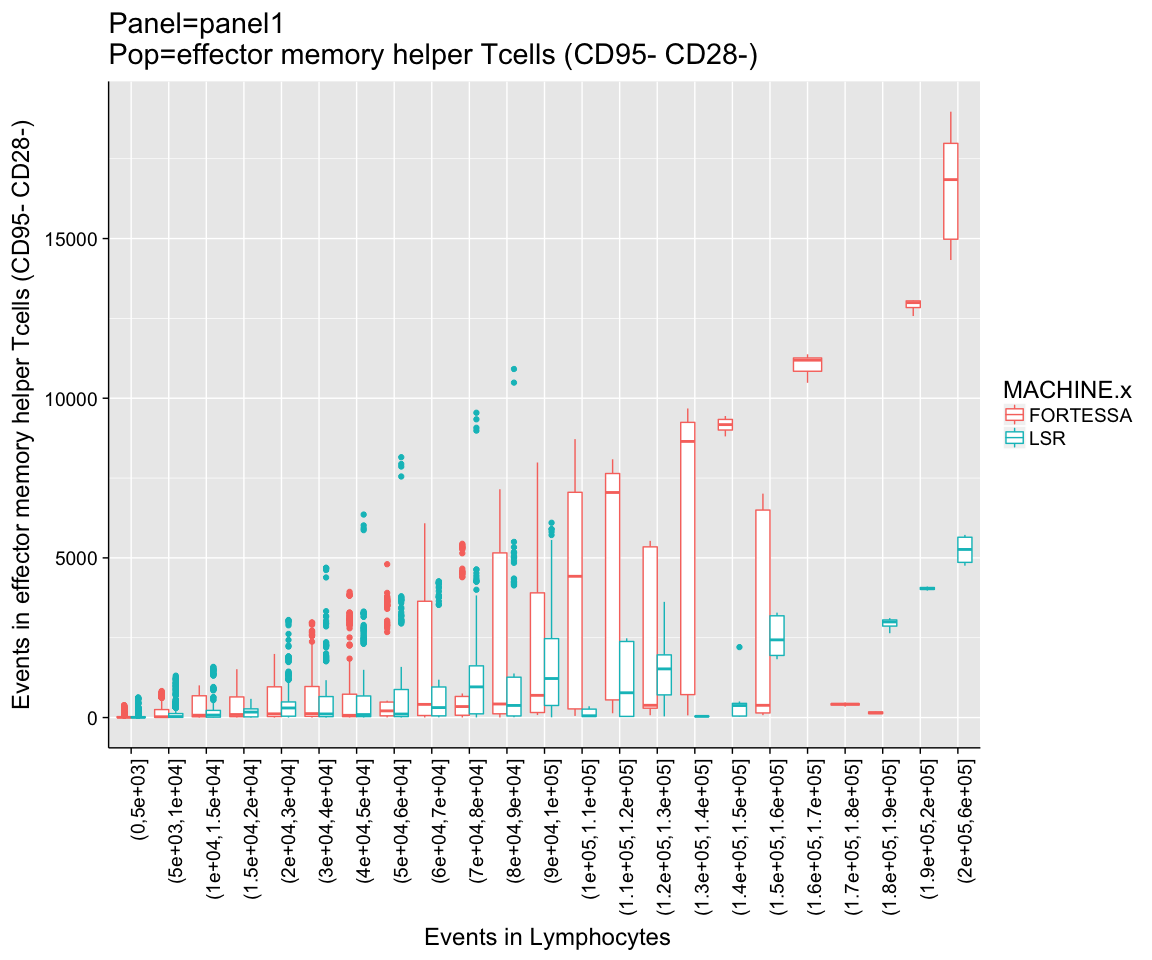 Panel=panel1
Pop=effector memory helper Tcells (CD95- CD28-)
Events in effector memory helper Tcells (CD95- CD28-)
15000
10000
5000
0
(0,5e+03]
(5e+03,1e+04]
(1e+04,1.5e+04]
(1.5e+04,2e+04]
(2e+04,3e+04]
(3e+04,4e+04]
(4e+04,5e+04]
(5e+04,6e+04]
(6e+04,7e+04]
(7e+04,8e+04]
(8e+04,9e+04]
(9e+04,1e+05]
(1e+05,1.1e+05]
(1.1e+05,1.2e+05]
(1.2e+05,1.3e+05]
(1.3e+05,1.4e+05]
(1.4e+05,1.5e+05]
(1.5e+05,1.6e+05]
(1.6e+05,1.7e+05]
(1.7e+05,1.8e+05]
(1.8e+05,1.9e+05]
(1.9e+05,2e+05]
(2e+05,6e+05]
Events in Lymphocytes
MACHINE.x
FORTESSA
LSR